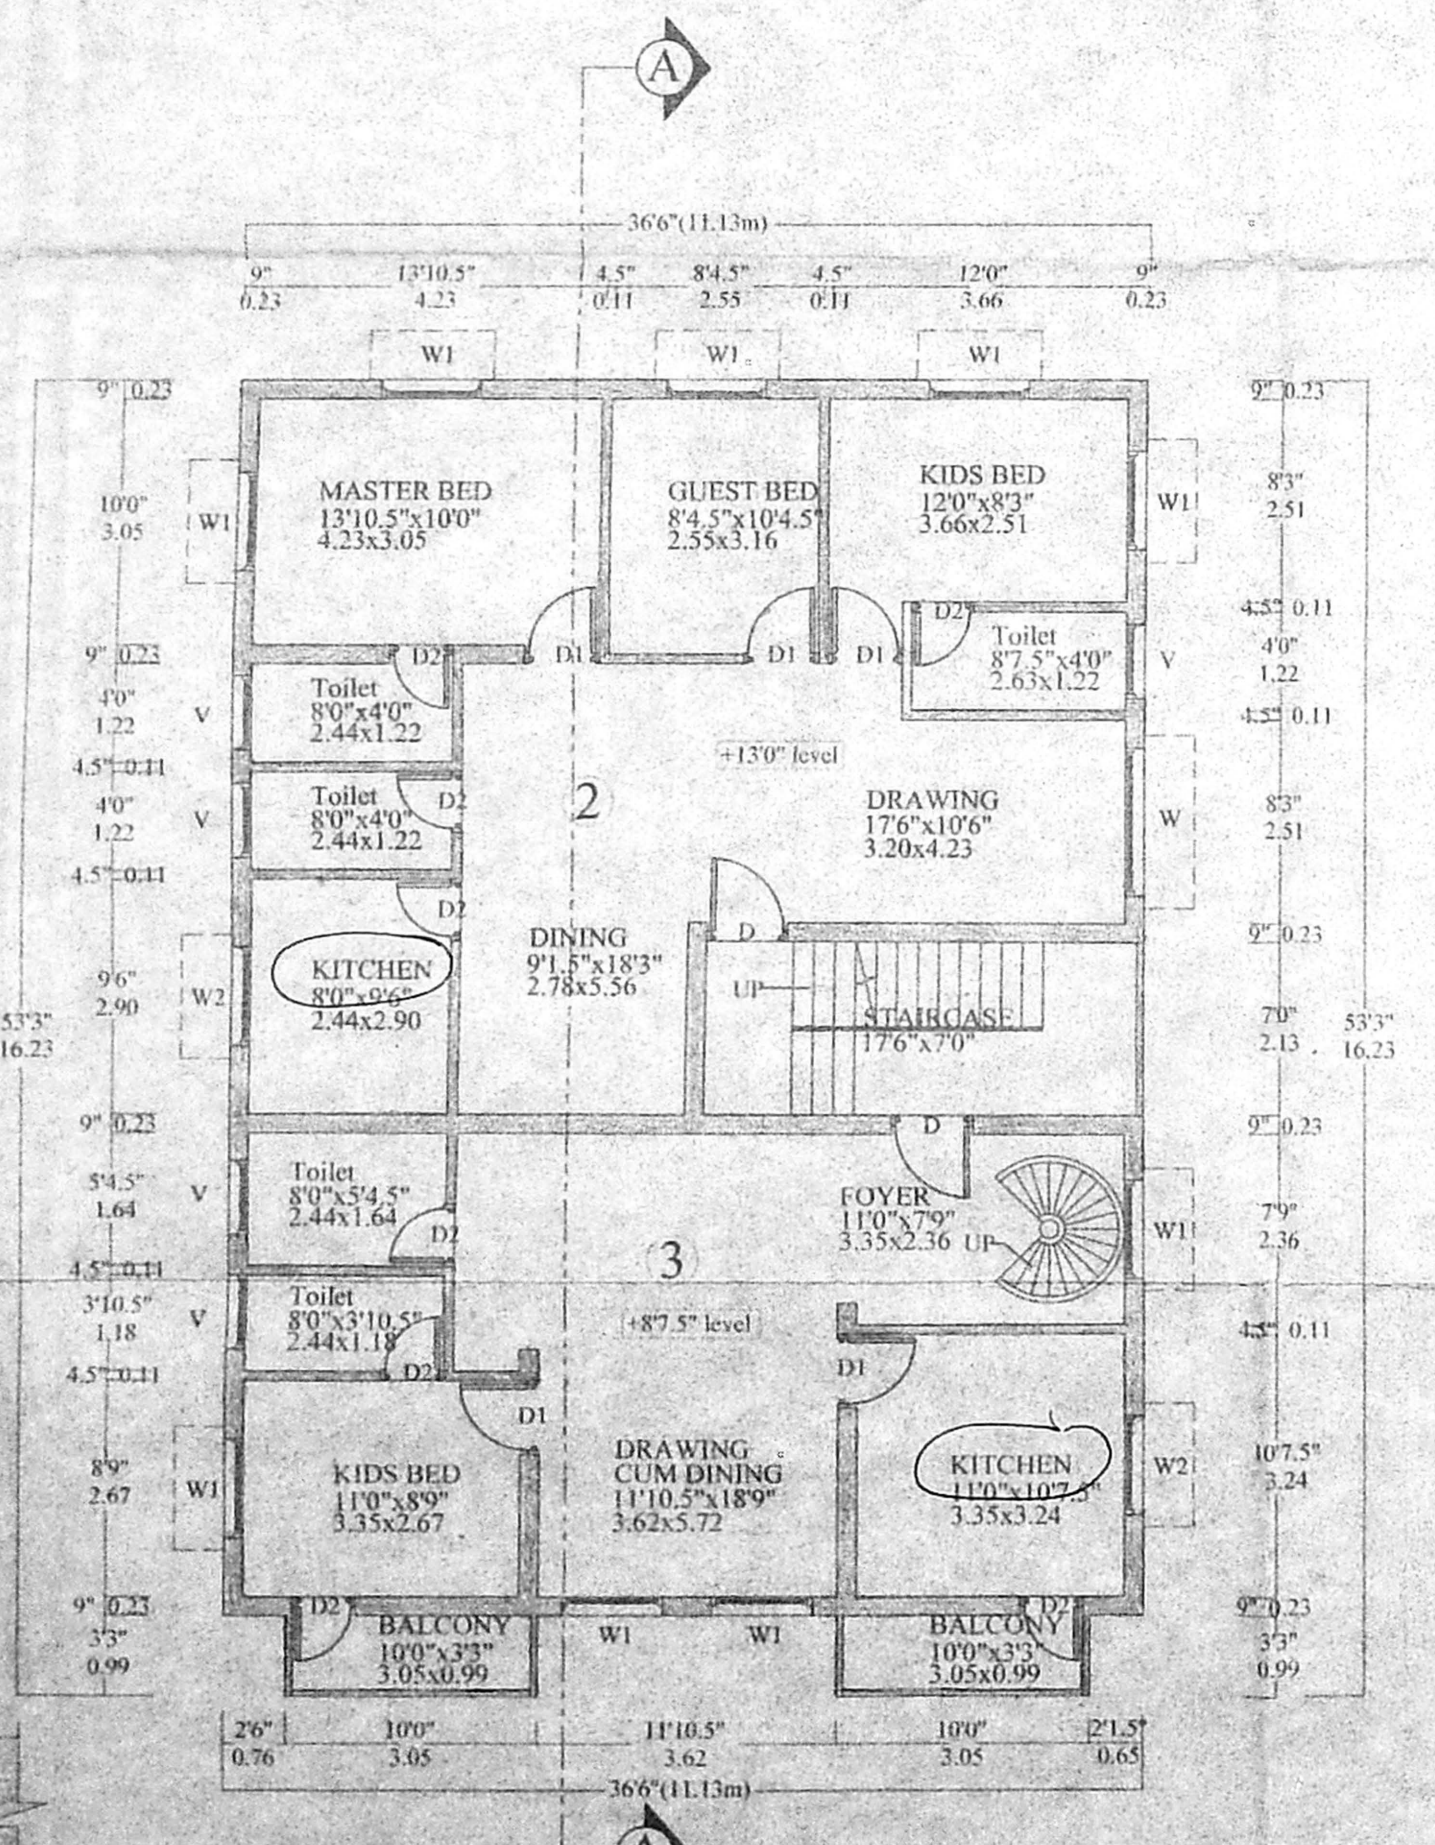 A
36'6"(11.13m)
9" 13'10.5" 4.5" 8'4.5" 4.5" 12'0" 9"
0.23 4.23 0.11 2.55 0.11 3.66 0.23
W1 W1 W1
9" 0.23
9" 0.23
MASTER BED
13'10.5"x10'0"
4.23x3.05
GUEST BED
8'4.5"x10'4.5"
2.55x3.16
KIDS BED
12'0"x8'3"
3.66x2.51
10'0"
3.05
W1
W1
8'3"
2.51
4.5" 0.11
D2
Toilet
8'7.5"x4'0"
2.63x1.22
V
4'0"
1.22
9" 0.23
D2 D1 D1 D1
4'0"
1.22
V
Toilet
8'0"x4'0"
2.44x1.22
4.5" 0.11
+13'0" level
4.5" 0.11
4'0"
1.22
V
Toilet
8'0"x4'0"
2.44x1.22
D2
2
DRAWING
17'6"x10'6"
3.20x4.23
W
8'3"
2.51
4.5" 0.11
D2
D
9" 0.23
DINING
9'1.5"x18'3"
2.78x5.56
KITCHEN
8'0"x9'6"
2.44x2.90
9'6"
2.90
W2
UP
STAIRCASE
17'6"x7'0"
7'0"
2.13
53'3"
16.23
53'3"
16.23
9" 0.23
D
9" 0.23
5'4.5"
1.64
V
Toilet
8'0"x5'4.5"
2.44x1.64
D2
FOYER
11'0"x7'9"
3.35x2.36
UP
W1
7'9"
2.36
4.5" 0.11
3
3'10.5"
1.18
V
Toilet
8'0"x3'10.5"
2.44x1.18
D2
+8'7.5" level
4.5" 0.11
4.5" 0.11
D1
D1
8'9"
2.67
W1
KIDS BED
11'0"x8'9"
3.35x2.67
DRAWING
CUM DINING
11'10.5"x18'9"
3.62x5.72
KITCHEN
11'0"x10'7.5"
3.35x3.24
W2
10'7.5"
3.24
9" 0.23
D2
D2
9" 0.23
3'3"
0.99
BALCONY
10'0"x3'3"
3.05x0.99
W1 W1
BALCONY
10'0"x3'3"
3.05x0.99
3'3"
0.99
2'6" 10'0" 11'10.5" 10'0" 2'1.5"
0.76 3.05 3.62 3.05 0.65
36'6"(11.13m)
A